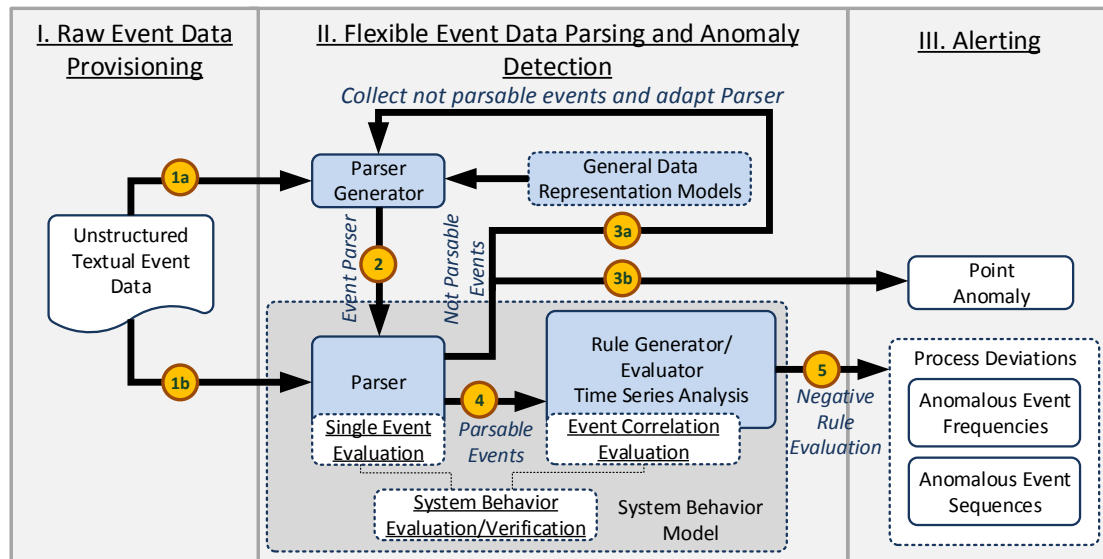 I. Raw Event Data
Provisioning
II. Flexible Event Data Parsing and Anomaly
Detection
III. Alerting
Collect not parsable events and adapt Parser
Parser
Generator
General Data
Representation Models
1a
Unstructured
Textual Event
Data
2
Event Parser
Not Parsable
Events
3a
3b
Point
Anomaly
1b
Parser
Single Event
Evaluation
4
Parsable
Events
Rule Generator/
Evaluator
Time Series Analysis
Event Correlation
Evaluation
System Behavior
Evaluation/Verification
System Behavior
Model
5
Negative
Rule
Evaluation
Process Deviations
Anomalous Event
Frequencies
Anomalous Event
Sequences